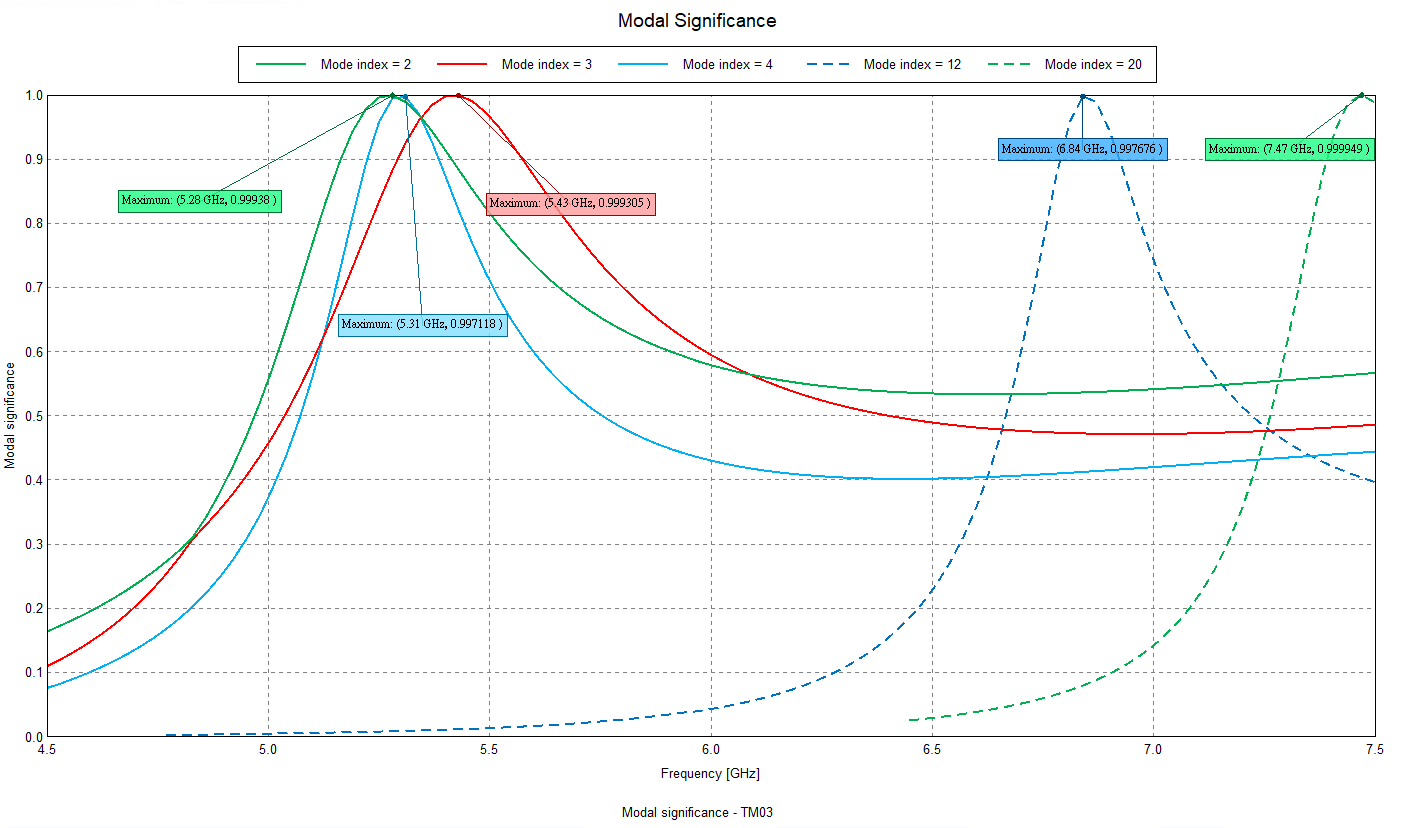 Modal Significance
Mode index = 2 Mode index = 3 Mode index = 4 Mode index = 12 Mode index = 20
1.0
0.9
0.8
0.7
0.6
0.5
0.4
0.3
0.2
0.1
0.0
Modal significance
Maximum: (6.84 GHz, 0.997676 )
Maximum: (7.47 GHz, 0.999949 )
Maximum: (5.28 GHz, 0.99938 )
Maximum: (5.43 GHz, 0.999305 )
Maximum: (5.31 GHz, 0.997118 )
4.5 5.0 5.5 6.0 6.5 7.0 7.5
Frequency [GHz]
Modal significance - TM03